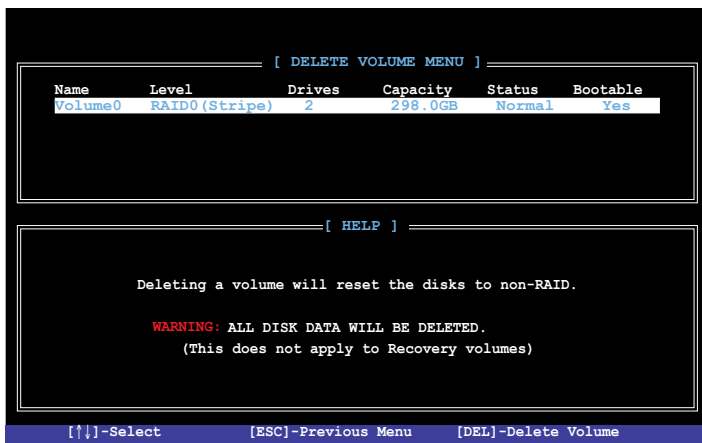 [ DELETE VOLUME MENU ]
Name Level Drives Capacity Status Bootable
Volume0 RAID0(Stripe) 2 298.0GB Normal Yes
[ HELP ]
Deleting a volume will reset the disks to non-RAID.
WARNING: ALL DISK DATA WILL BE DELETED.
(This does not apply to Recovery volumes)
[↑↓]-Select [ESC]-Previous Menu [DEL]-Delete Volume